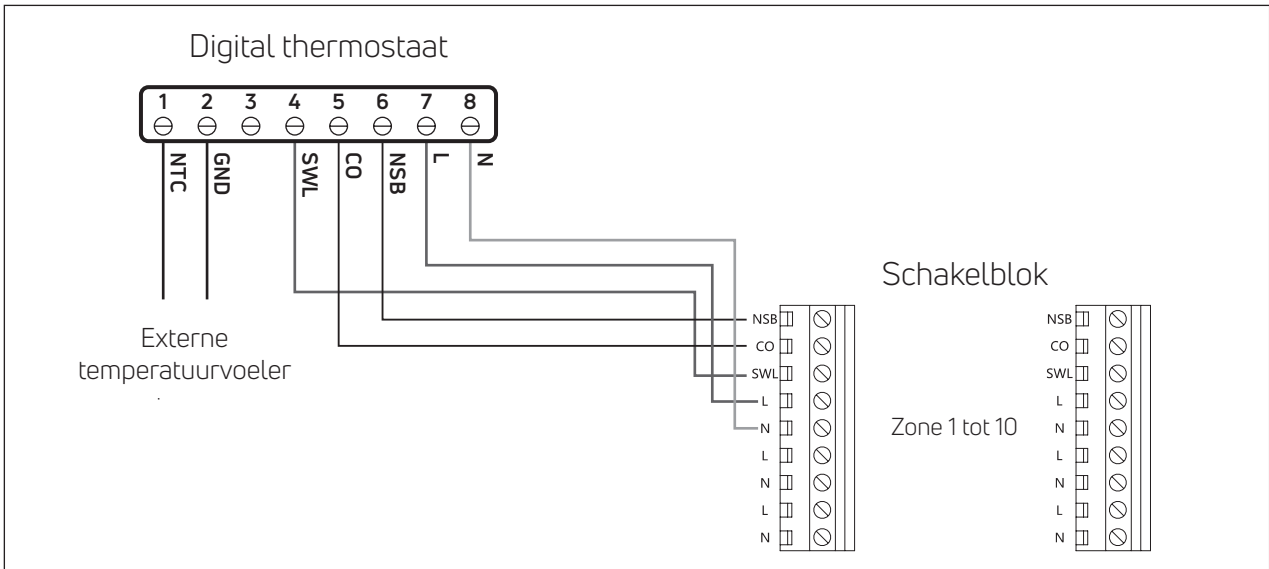 Digital thermostaat
1 2 3 4 5 6 7 8
NTC GND SWL CO NSB L N
Externe
temperatuurvoeler
Schakelblok
Zone 1 tot 10
NSB
CO
SWL
L
N
L
N
L
N
NSB
CO
SWL
L
N
L
N
L
N